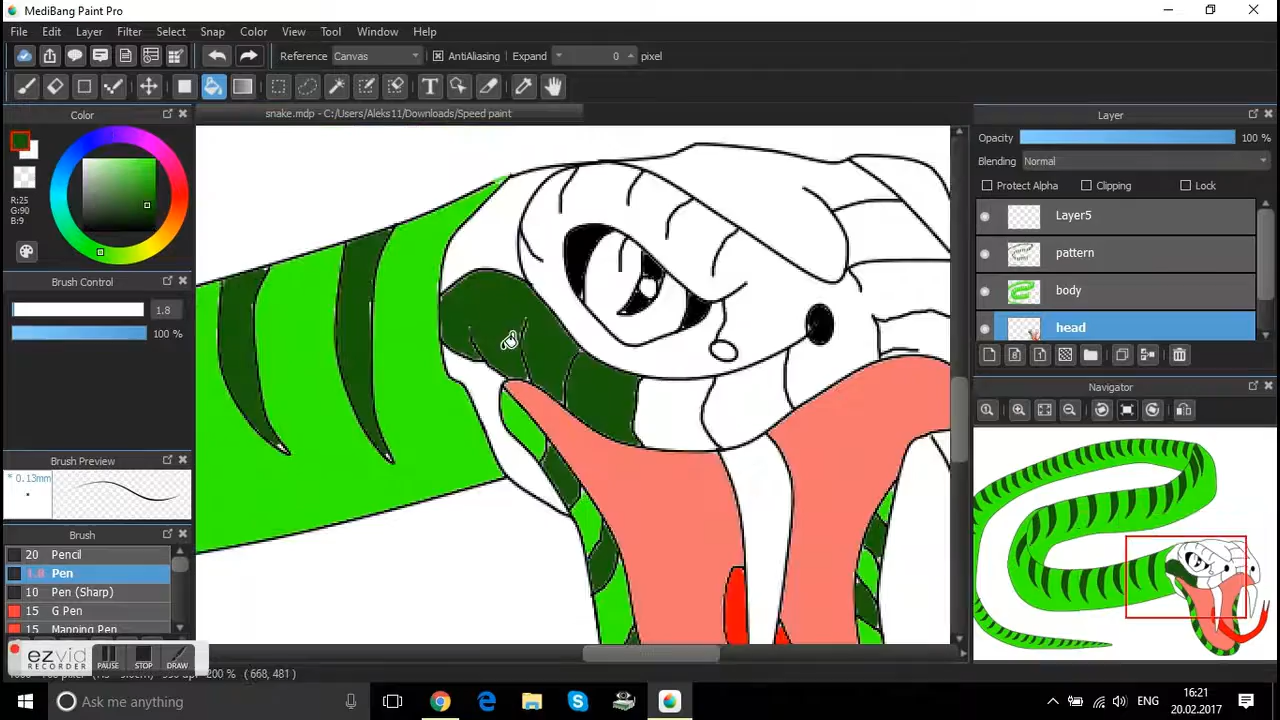 MediBang Paint Pro
File Edit Layer Filter Select Snap Color View Tool Window Help
Reference Canvas AntiAliasing Expand 0 pixel
snake.mdp - C:/Users/Aleks11/Downloads/Speed paint
Color
R:25
G:90
B:9
Brush Control
1.8
100 %
Brush Preview
* 0.13mm
Brush
20 Pencil
1.8 Pen
10 Pen (Sharp)
15 G Pen
15 Mapping Pen
ezvid
RECORDER
PAUSE STOP DRAW
200 % ( 668, 481 )
Layer
Opacity 100 %
Blending Normal
Protect Alpha Clipping Lock
Layer5
pattern
body
head
Navigator
Ask me anything
ENG
16:21
20.02.2017